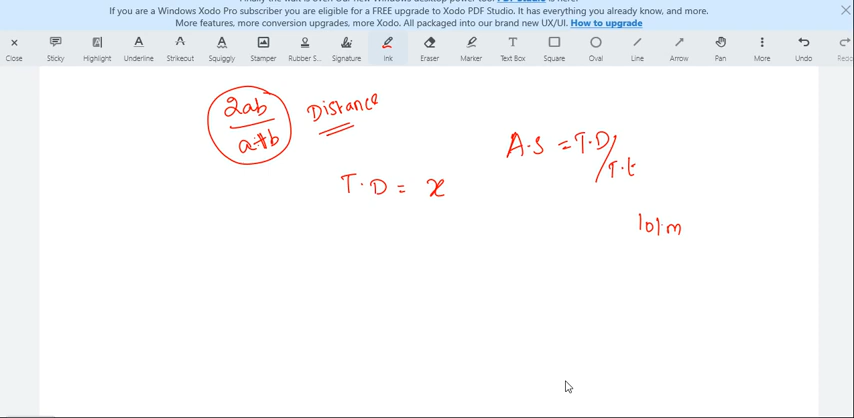 If you are a Windows Xodo Pro subscriber you are eligible for a FREE upgrade to Xodo PDF Studio. It has everything you already know, and more.
More features, more conversion upgrades, more Xodo. All packaged into our brand new UX/UI. How to upgrade
Close Sticky Highlight Underline Strikeout Squiggly Stamper Rubber S... Signature Ink Eraser Marker Text Box Square Oval Line Arrow Pan More Undo
2ab
a+b
Distance
A.S = T.D/
T.t
T.D = x